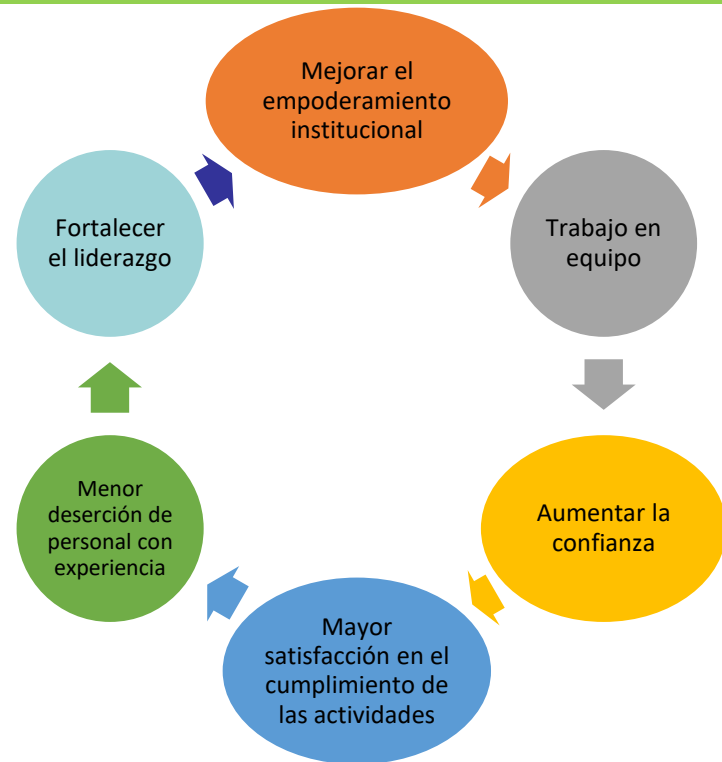 Mejorar el
empoderamiento
institucional
Trabajo en
equipo
Aumentar la
confianza
Mayor
satisfacción en el
cumplimiento de
las actividades
Menor
deserción de
personal con
experiencia
Fortalecer
el liderazgo